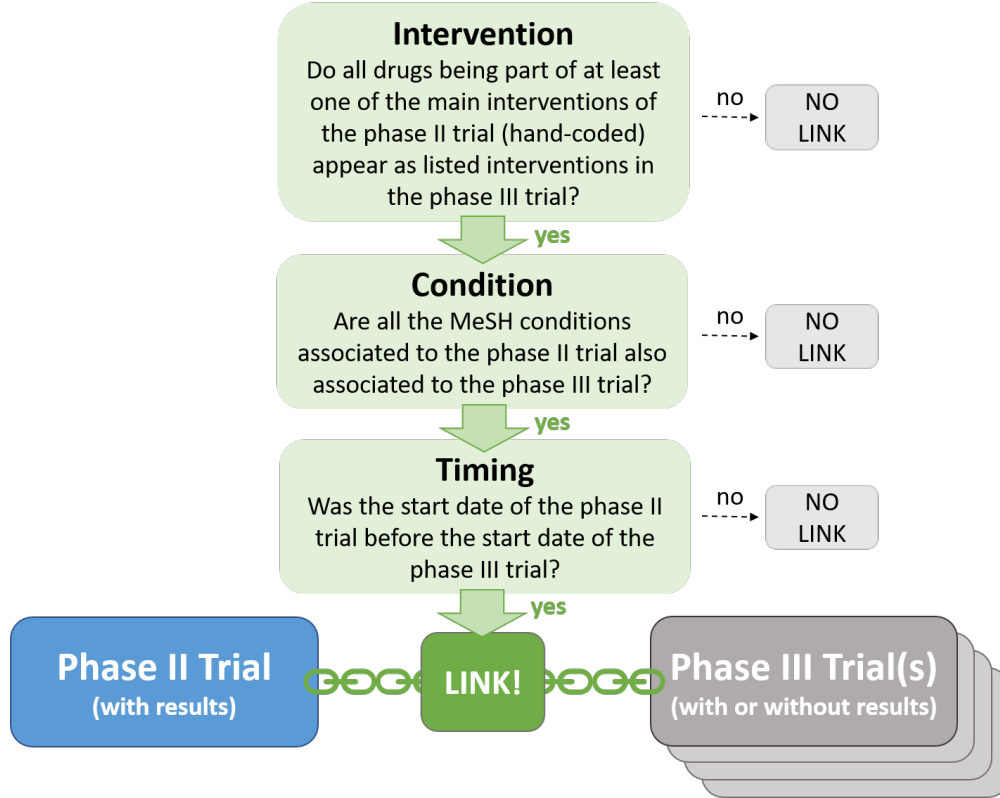 Intervention
Do all drugs being part of at least
one of the main interventions of
the phase II trial (hand-coded)
appear as listed interventions in
the phase III trial?
no
NO
LINK
yes
Condition
Are all the MeSH conditions
associated to the phase II trial also
associated to the phase III trial?
no
NO
LINK
yes
Timing
Was the start date of the phase II
trial before the start date of the
phase III trial?
no
NO
LINK
yes
Phase II Trial
(with results)
LINK!
Phase III Trial(s)
(with or without results)